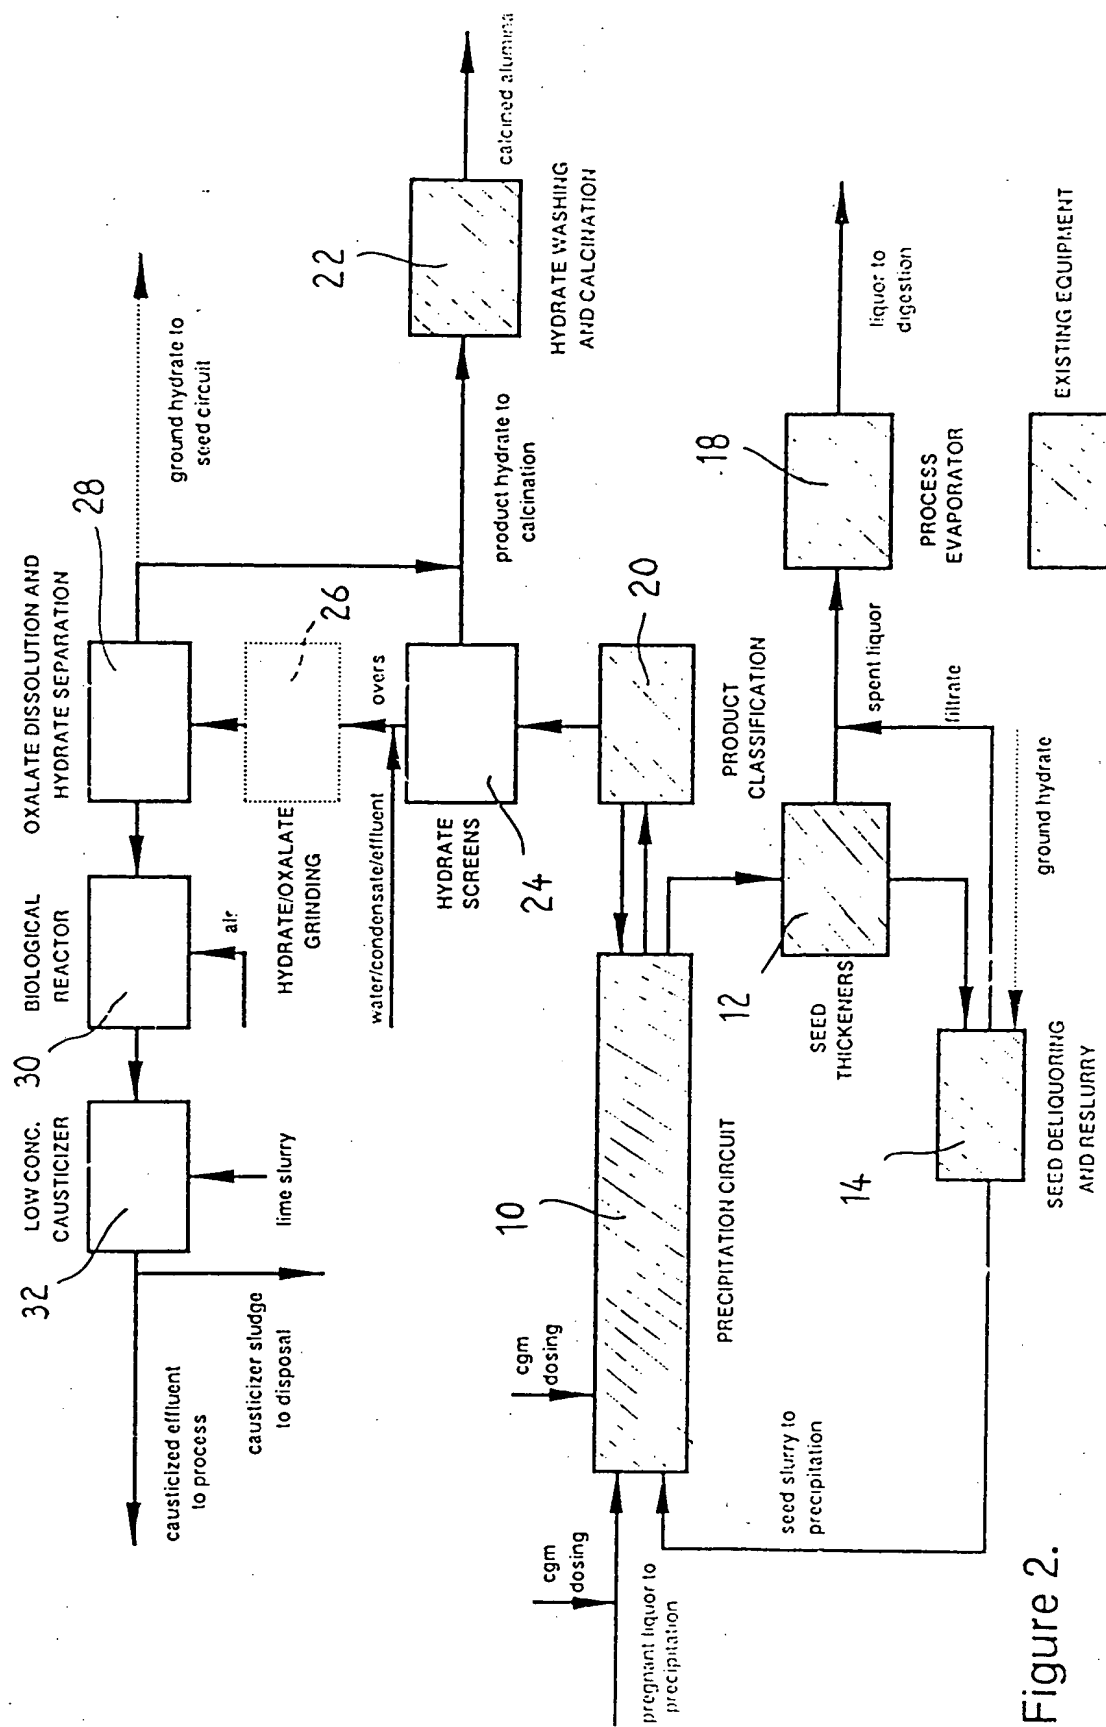 OXALATE DISSOLUTION AND
HYDRATE SEPARATION
28
BIOLOGICAL
REACTOR
30
LOW CONC.
CAUSTICIZER
32
ground hydrate to
seed circuit
air
lime slurry
causticized effluent
to process
causticizer sludge
to disposal
26
HYDRATE/OXALATE
GRINDING
overs
water/condensate/effluent
HYDRATE
SCREENS
24
product hydrate to
calcination
22
HYDRATE WASHING
AND CALCINATION
calcined alumina
20
PRODUCT
CLASSIFICATION
cgm
dosing
cgm
dosing
10
PRECIPITATION CIRCUIT
pregnant liquor to
precipitation
seed slurry to
precipitation
12
SEED
THICKENERS
spent liquor
filtrate
18
PROCESS
EVAPORATOR
liquor to
digestion
ground hydrate
14
SEED DELIQUORING
AND RESLURRY
EXISTING EQUIPMENT
Figure 2.